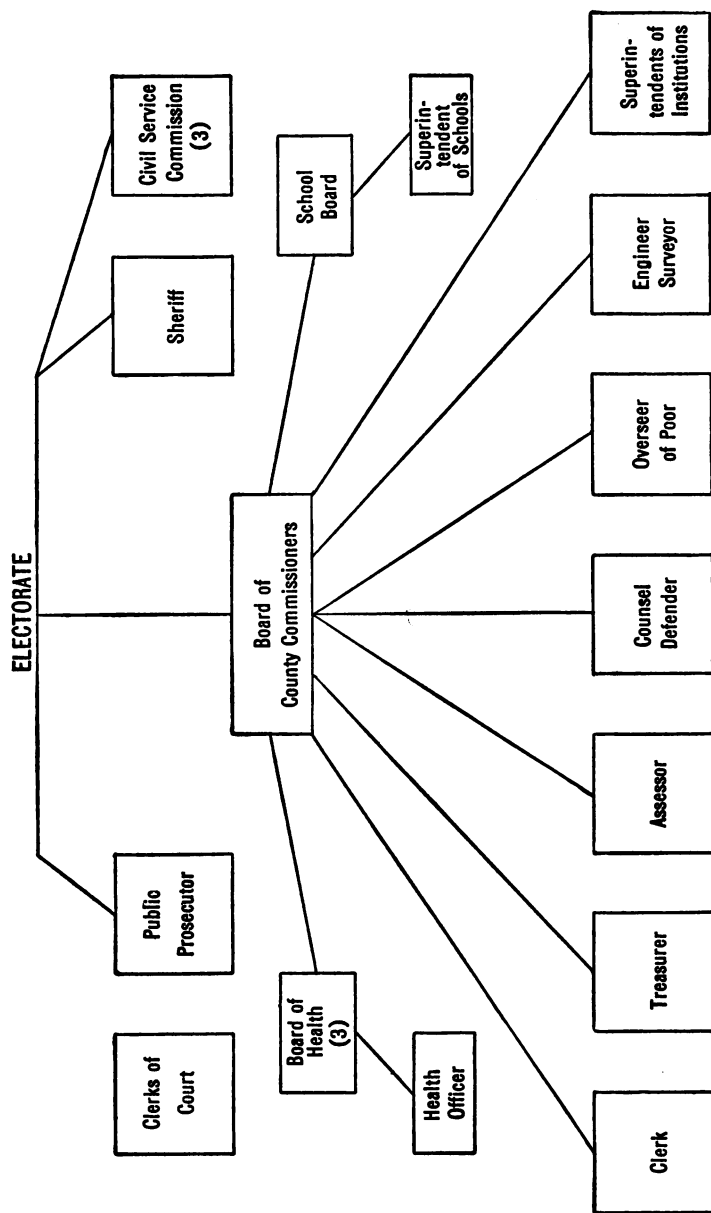 ELECTORATE
Clerks of
Court
Public
Prosecutor
Sheriff
Civil Service
Commission
(3)
Board of
Health
(3)
Board of
County Commissioners
School
Board
Health
Officer
Superin-
tendent
of Schools
Clerk
Treasurer
Assessor
Counsel
Defender
Overseer
of Poor
Engineer
Surveyor
Superin-
tendents of
Institutions